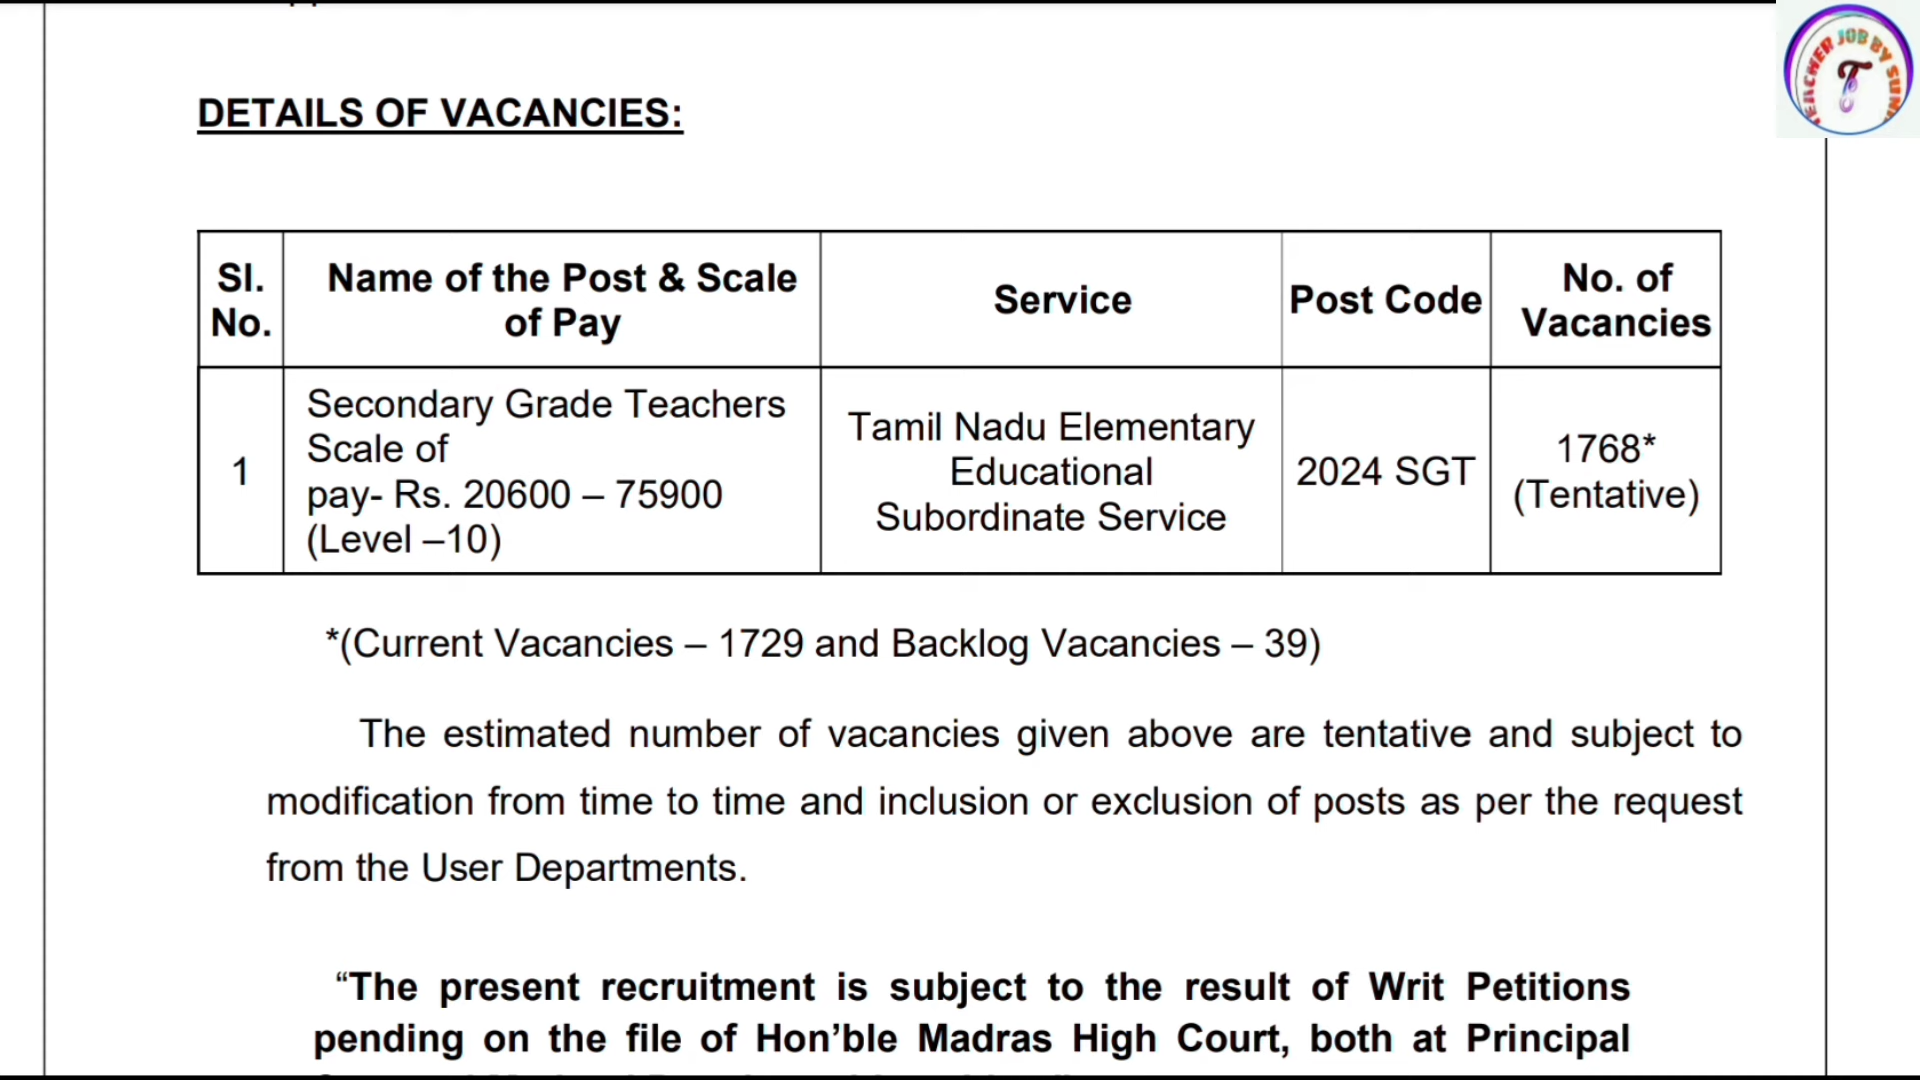 DETAILS OF VACANCIES:
Sl.
No.
Name of the Post & Scale
of Pay
Service
Post Code
No. of
Vacancies
1
Secondary Grade Teachers
Scale of
pay- Rs. 20600 – 75900
(Level –10)
Tamil Nadu Elementary
Educational
Subordinate Service
2024 SGT
1768*
(Tentative)
*(Current Vacancies – 1729 and Backlog Vacancies – 39)
The estimated number of vacancies given above are tentative and subject to
modification from time to time and inclusion or exclusion of posts as per the request
from the User Departments.
“The present recruitment is subject to the result of Writ Petitions
pending on the file of Hon’ble Madras High Court, both at Principal
JOB BY
T